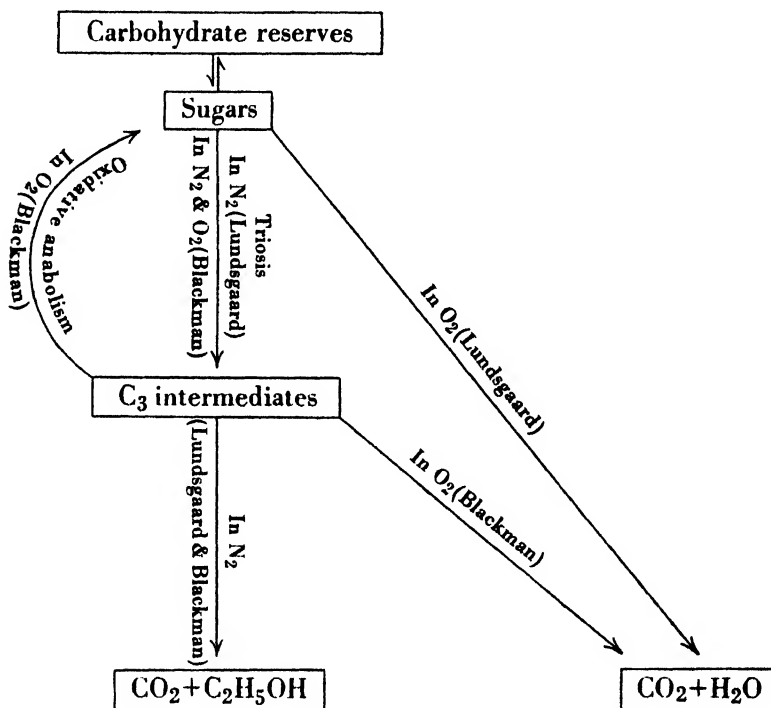 Carbohydrate reserves
Sugars
In O₂(Blackman)
Oxidative anabolism
In N₂ & O₂(Blackman)
In N₂(Lundsgaard)
Triosis
In O₂(Lundsgaard)
C₃ intermediates
(Lundsgaard & Blackman)
In N₂
In O₂(Blackman)
CO₂+C₂H₅OH
CO₂+H₂O